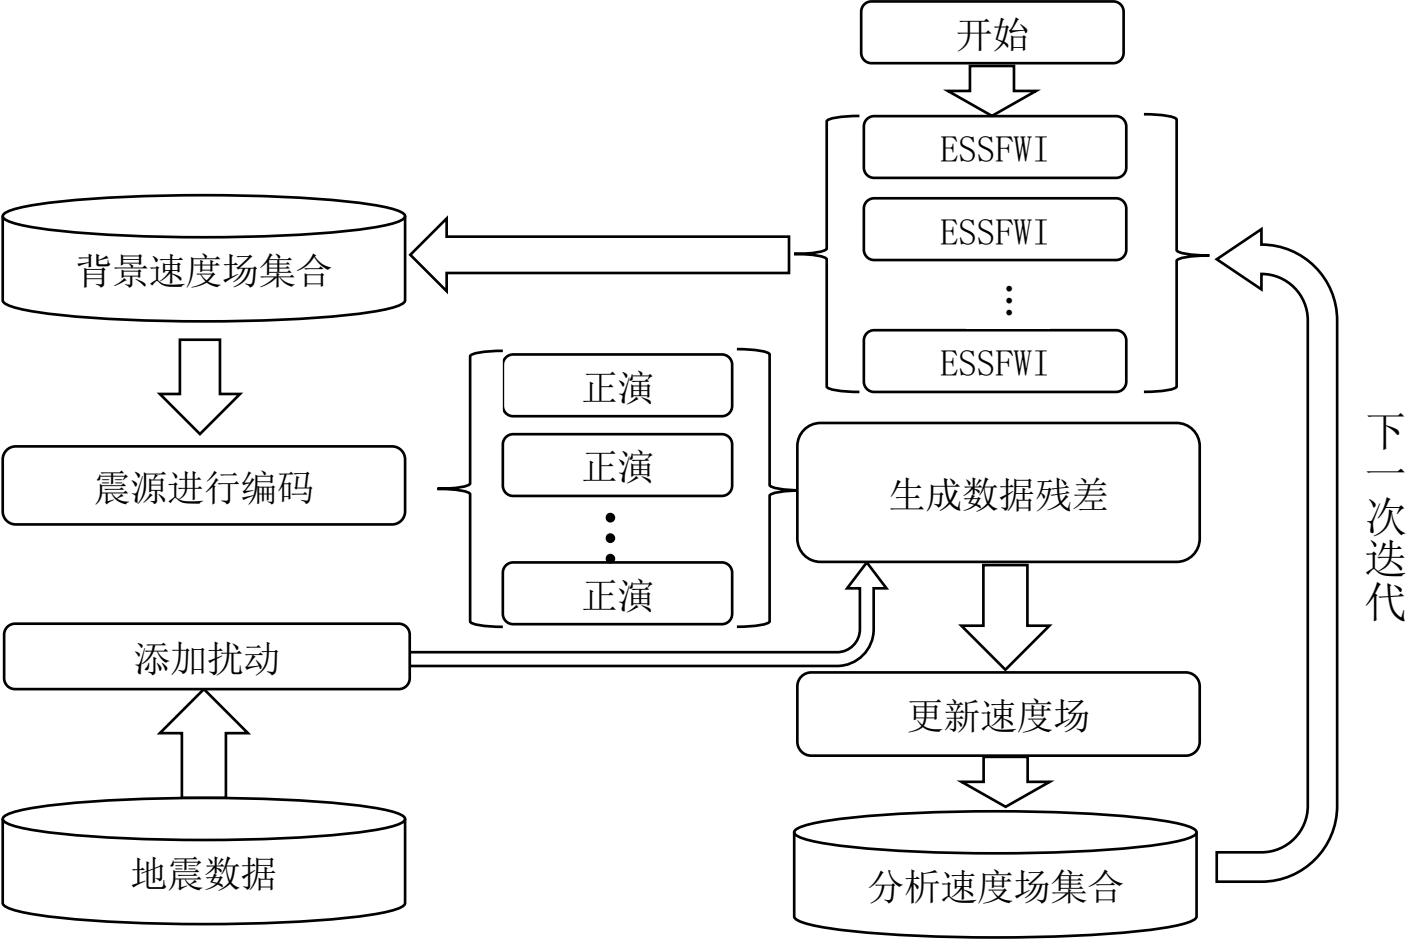 开始
ESSFWI
ESSFWI
ESSFWI
背景速度场集合
震源进行编码
正演
正演
正演
生成数据残差
添加扰动
地震数据
更新速度场
分析速度场集合
下一次迭代